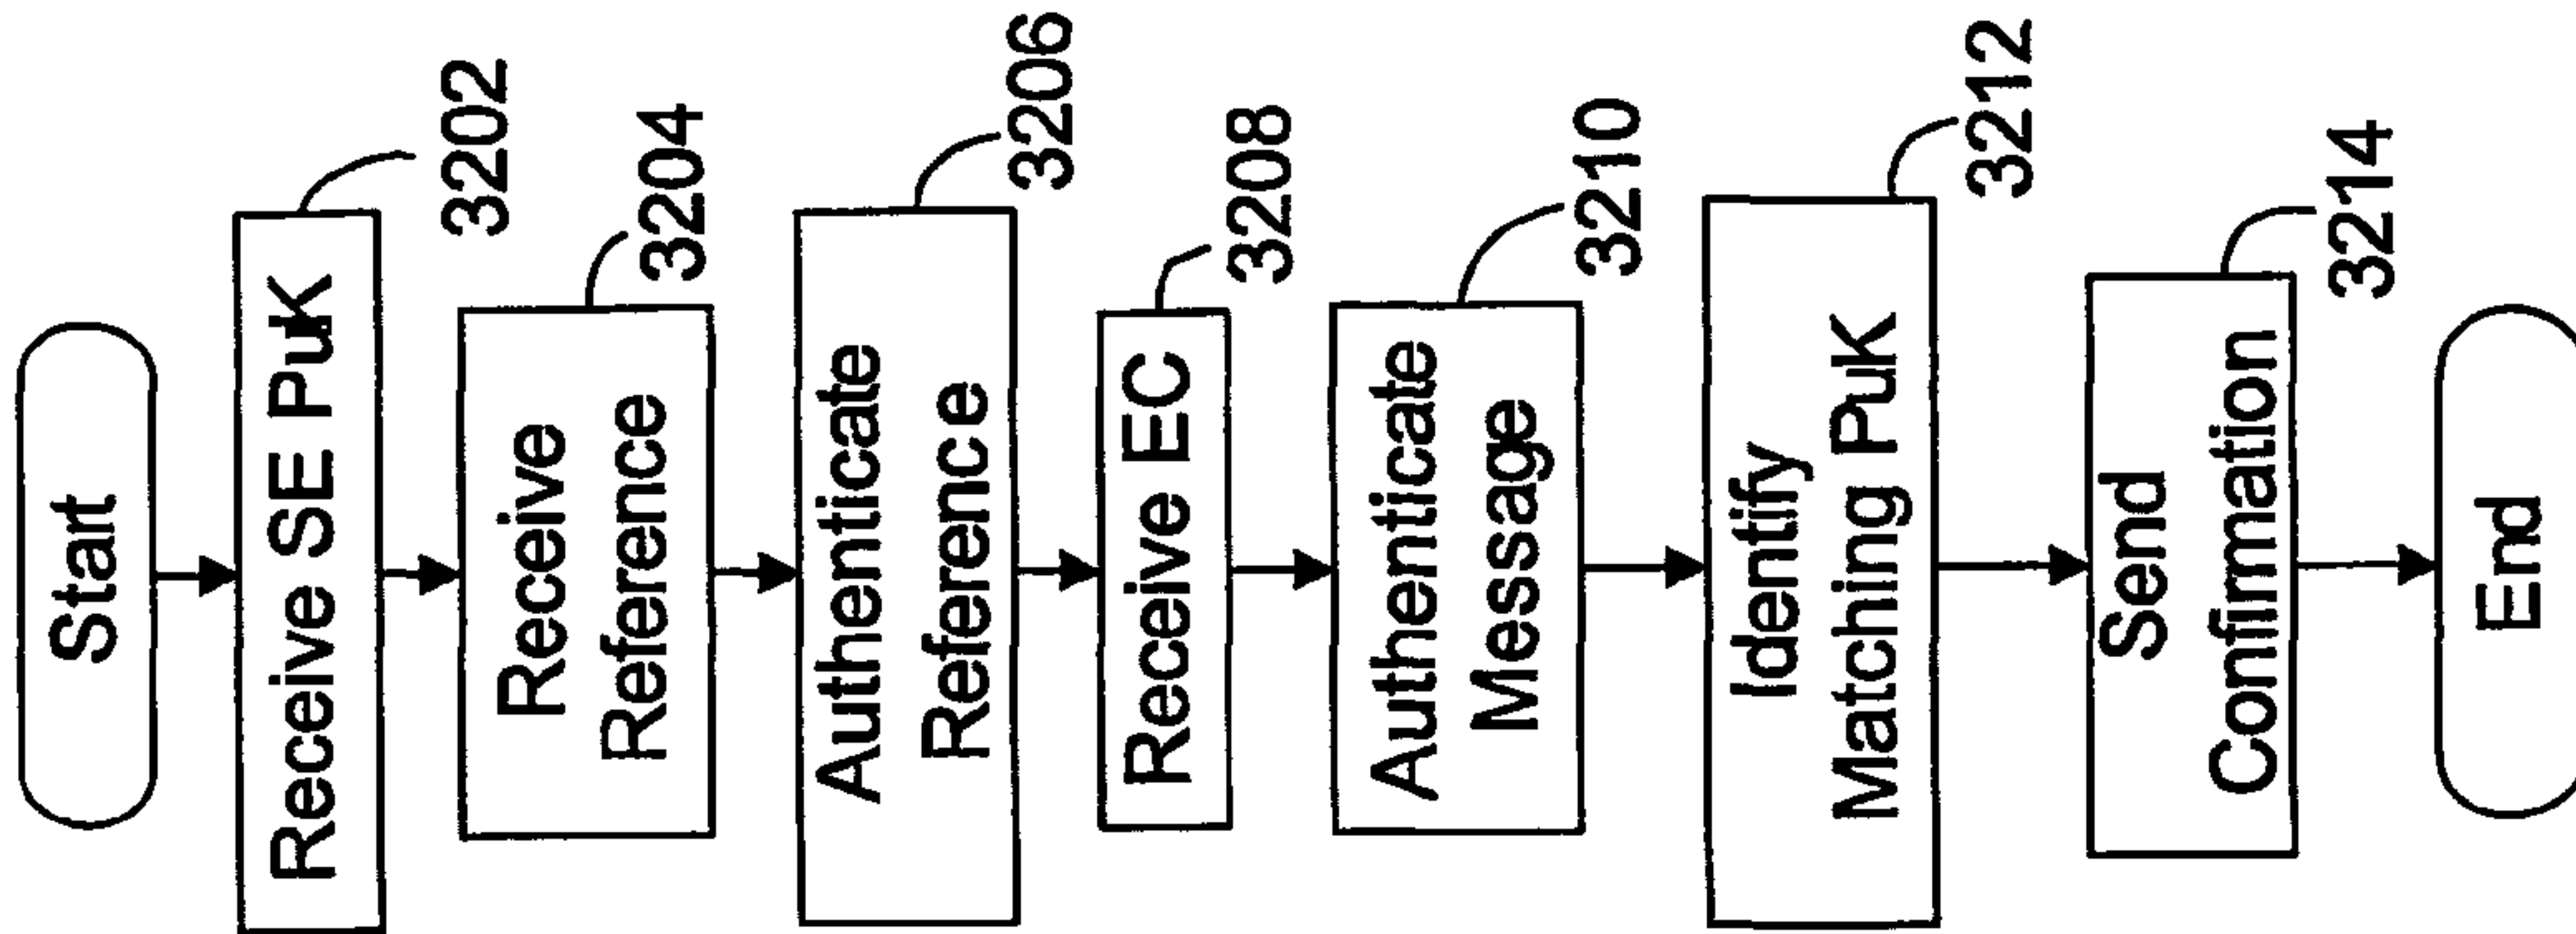 Start
Receive SE PuK
3202
Receive
Reference
3204
Authenticate
Reference
3206
Receive EC
3208
Authenticate
Message
3210
Identify
Matching PuK
3212
Send
Confirmation
3214
End